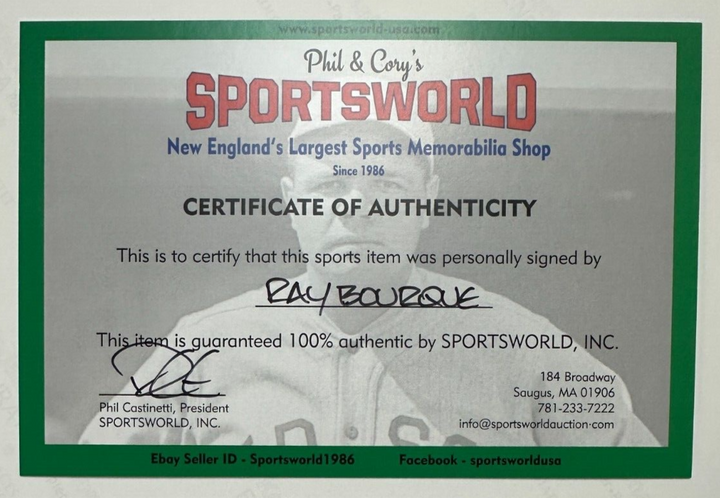 www.sportsworld-usa.com
Phil & Cory's
SPORTSWORLD
New England's Largest Sports Memorabilia Shop
Since 1986
CERTIFICATE OF AUTHENTICITY
This is to certify that this sports item was personally signed by
RAY BOURQUE
This item is guaranteed 100% authentic by SPORTSWORLD, INC.
Phil Castinetti, President
SPORTSWORLD, INC.
184 Broadway
Saugus, MA 01906
781-233-7222
info@sportsworldauction.com
Ebay Seller ID - Sportsworld1986 Facebook - sportsworldusa